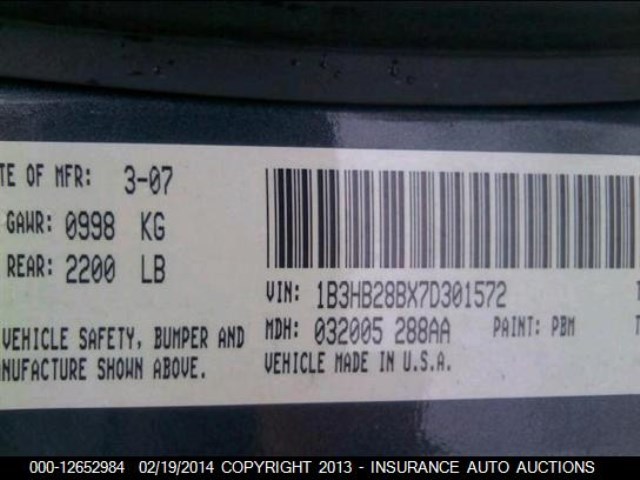 TE OF MFR: 3-07
GAWR: 0998 KG
REAR: 2200 LB
VEHICLE SAFETY, BUMPER AND
NUFACTURE SHOWN ABOVE.
VIN: 1B3HB28BX7D301572
MDH: 032005 288AA PAINT: PBM
VEHICLE MADE IN U.S.A.
000-12652984 02/19/2014 COPYRIGHT 2013 - INSURANCE AUTO AUCTIONS